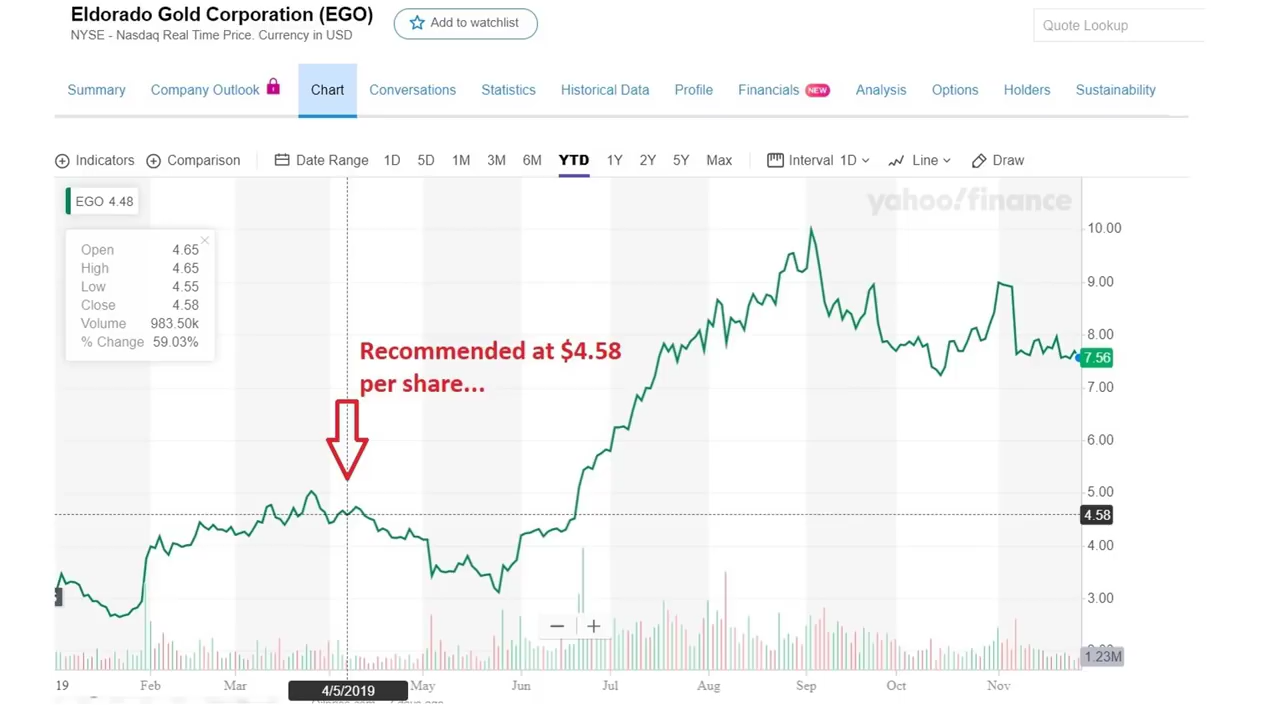 Eldorado Gold Corporation (EGO)
Add to watchlist
Quote Lookup
NYSE - Nasdaq Real Time Price. Currency in USD
Summary
Company Outlook
Chart
Conversations
Statistics
Historical Data
Profile
Financials NEW
Analysis
Options
Holders
Sustainability
Indicators
Comparison
Date Range
1D
5D
1M
3M
6M
YTD
1Y
2Y
5Y
Max
Interval 1D
Line
Draw
EGO 4.48
yahoo!finance
Open 4.65
High 4.65
Low 4.55
Close 4.58
Volume 983.50k
% Change 59.03%
Recommended at $4.58
per share...
10.00
9.00
8.00
7.56
7.00
6.00
5.00
4.58
4.00
3.00
1.23M
19
Feb
Mar
4/5/2019
May
Jun
Jul
Aug
Sep
Oct
Nov